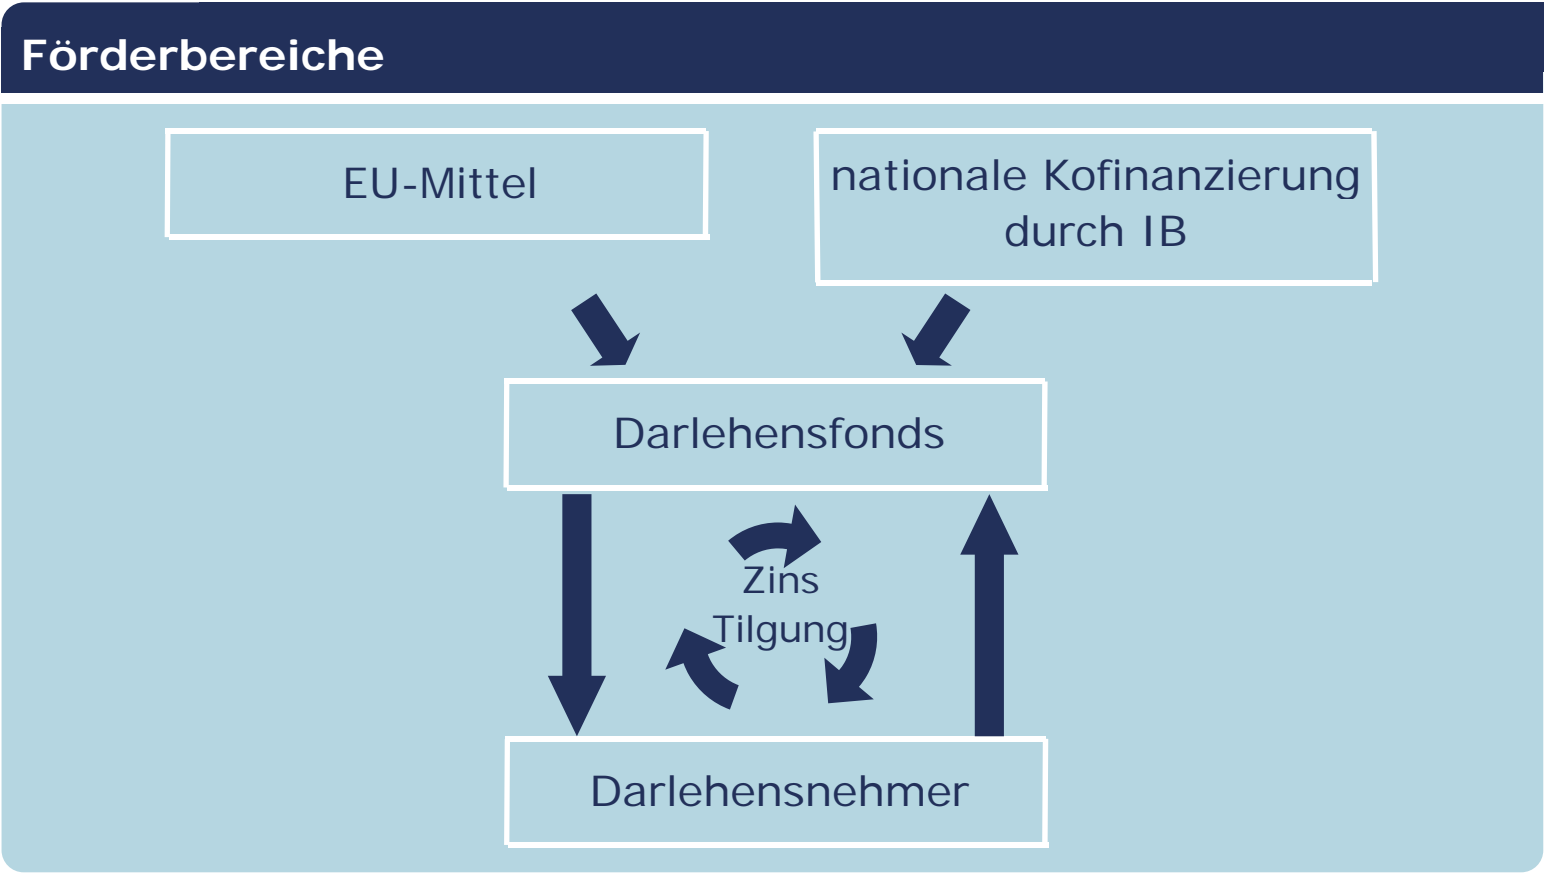 Förderbereiche
EU-Mittel
nationale Kofinanzierung
durch IB
Darlehensfonds
Zins
Tilgung
Darlehensnehmer